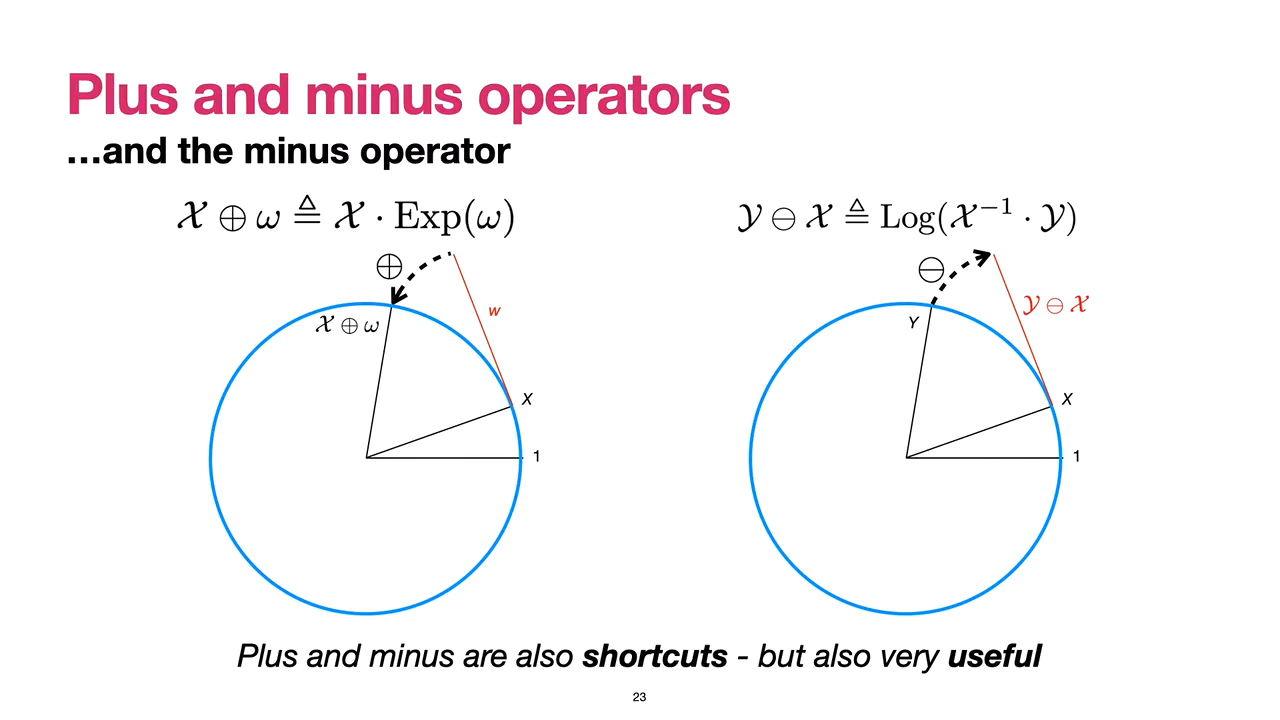 Plus and minus operators
…and the minus operator
𝒳 ⊕ ω ≜ 𝒳 · Exp(ω)
𝒴 ⊖ 𝒳 ≜ Log(𝒳⁻¹ · 𝒴)
⊕
𝒳 ⊕ ω
w
X
1
⊖
Y
𝒴 ⊖ 𝒳
X
1
Plus and minus are also shortcuts - but also very useful
23